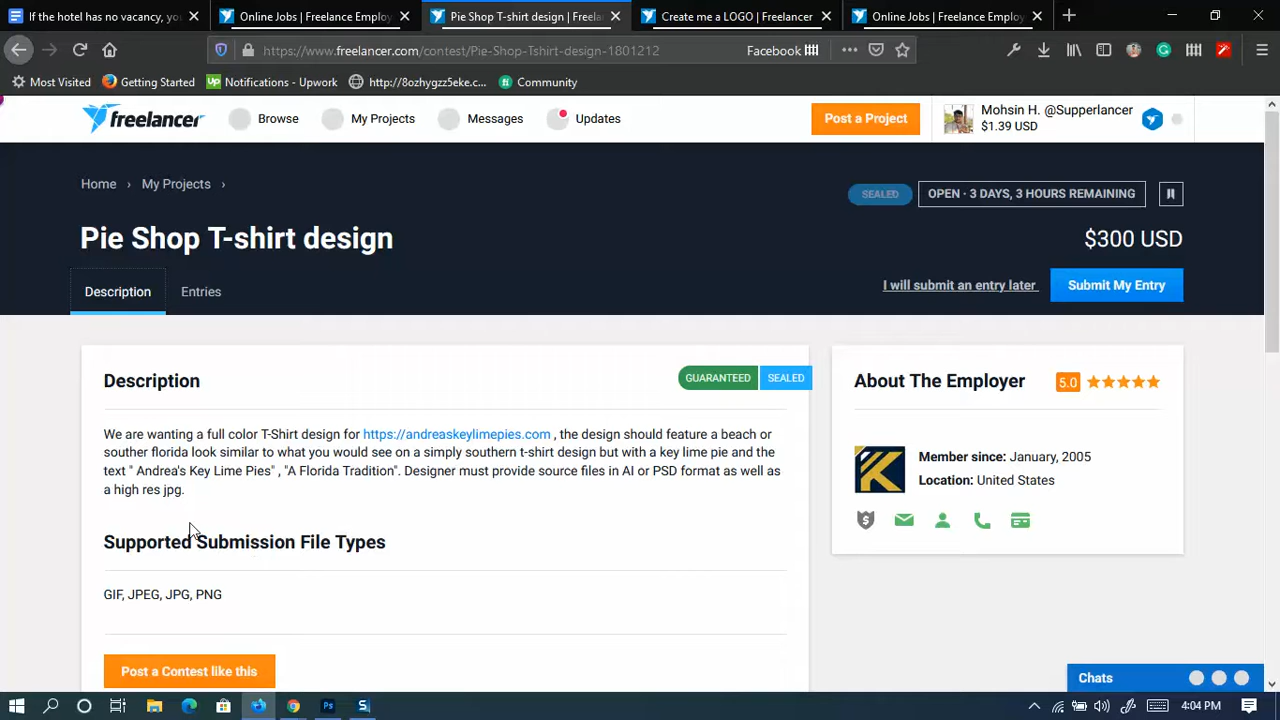 If the hotel has no vacancy, you
Online Jobs | Freelance Employ
Pie Shop T-shirt design | Freelan
Create me a LOGO | Freelancer
Online Jobs | Freelance Employ
https://www.freelancer.com/contest/Pie-Shop-Tshirt-design-1801212
Facebook
Most Visited
Getting Started
Up Notifications - Upwork
http://8ozhygzz5eke.c...
fi Community
freelancer
Browse
My Projects
Messages
Updates
Post a Project
Mohsin H. @Supperlancer
$1.39 USD
Home › My Projects ›
SEALED
OPEN · 3 DAYS, 3 HOURS REMAINING
Pie Shop T-shirt design
$300 USD
Description
Entries
I will submit an entry later
Submit My Entry
Description
GUARANTEED
SEALED
We are wanting a full color T-Shirt design for https://andreaskeylimepies.com , the design should feature a beach or
souther florida look similar to what you would see on a simply southern t-shirt design but with a key lime pie and the
text " Andrea's Key Lime Pies" , "A Florida Tradition". Designer must provide source files in AI or PSD format as well as
a high res jpg.
Supported Submission File Types
GIF, JPEG, JPG, PNG
Post a Contest like this
About The Employer
5.0
K
Member since: January, 2005
Location: United States
Chats
Ps
S
4:04 PM